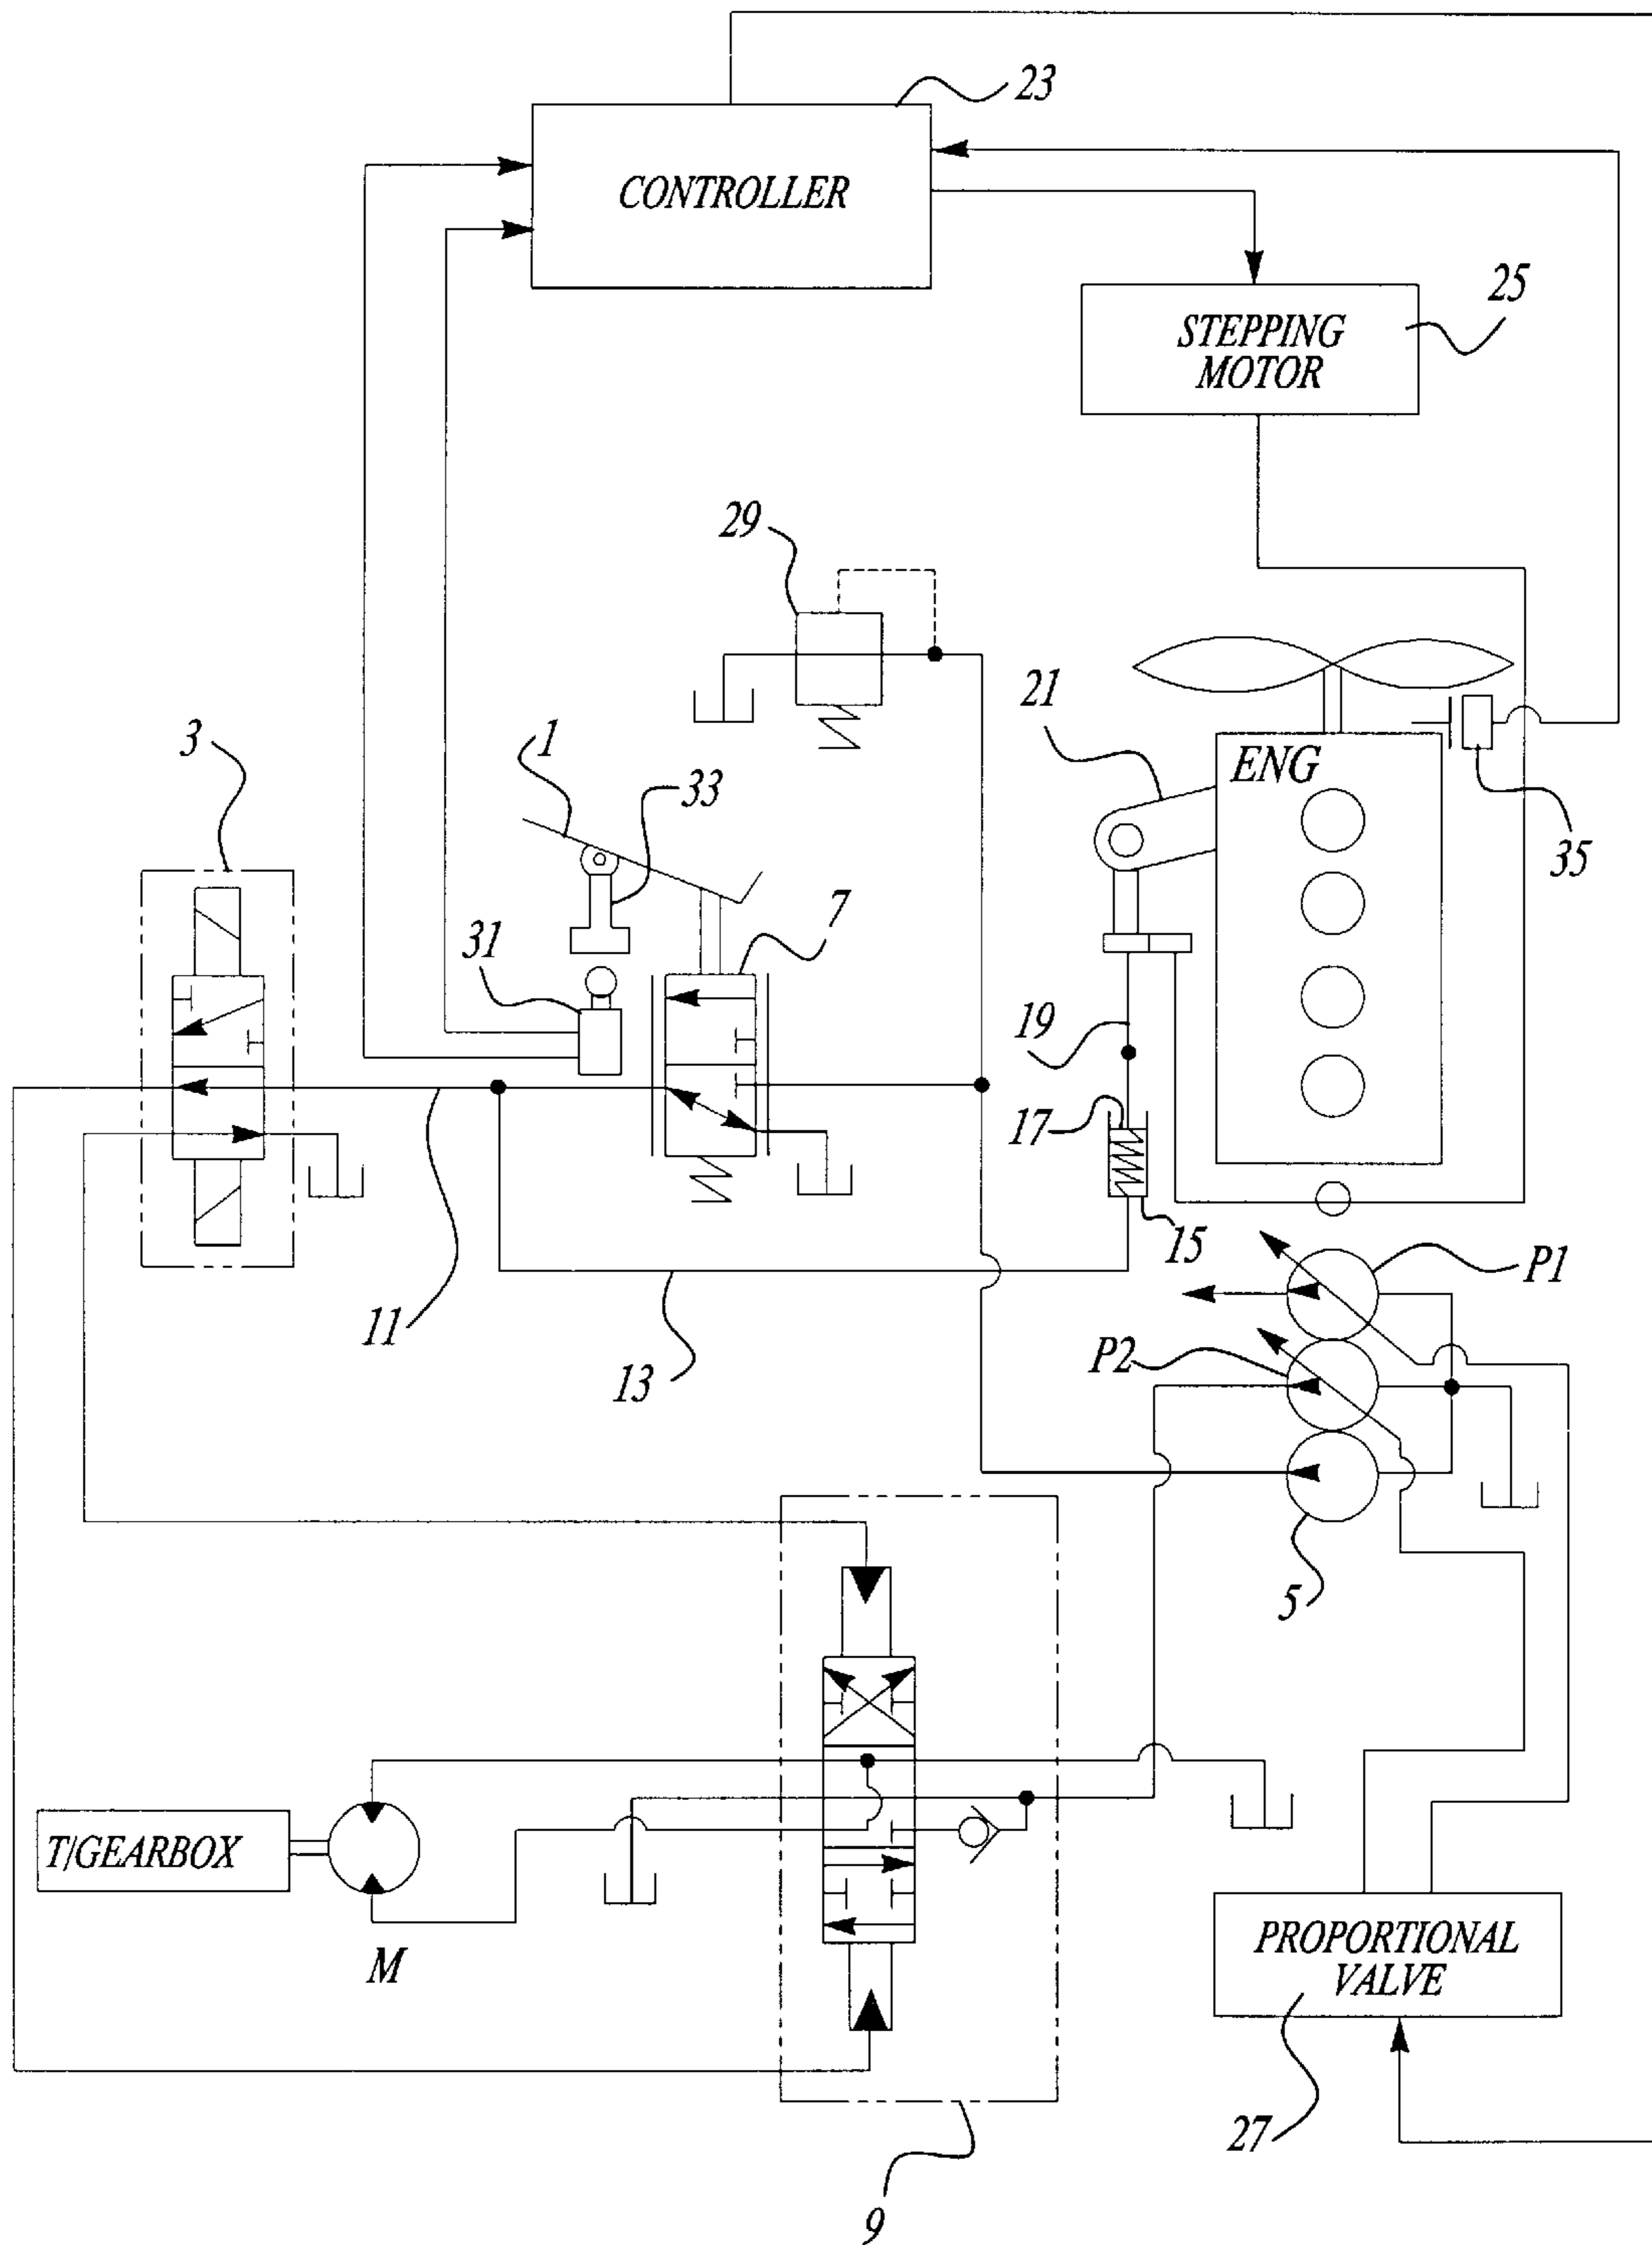 23
CONTROLLER
25
STEPPING
MOTOR
29
21
3
1
33
ENG
35
7
31
19
17
15
P1
11
P2
13
5
T/GEARBOX
M
PROPORTIONAL
VALVE
27
9